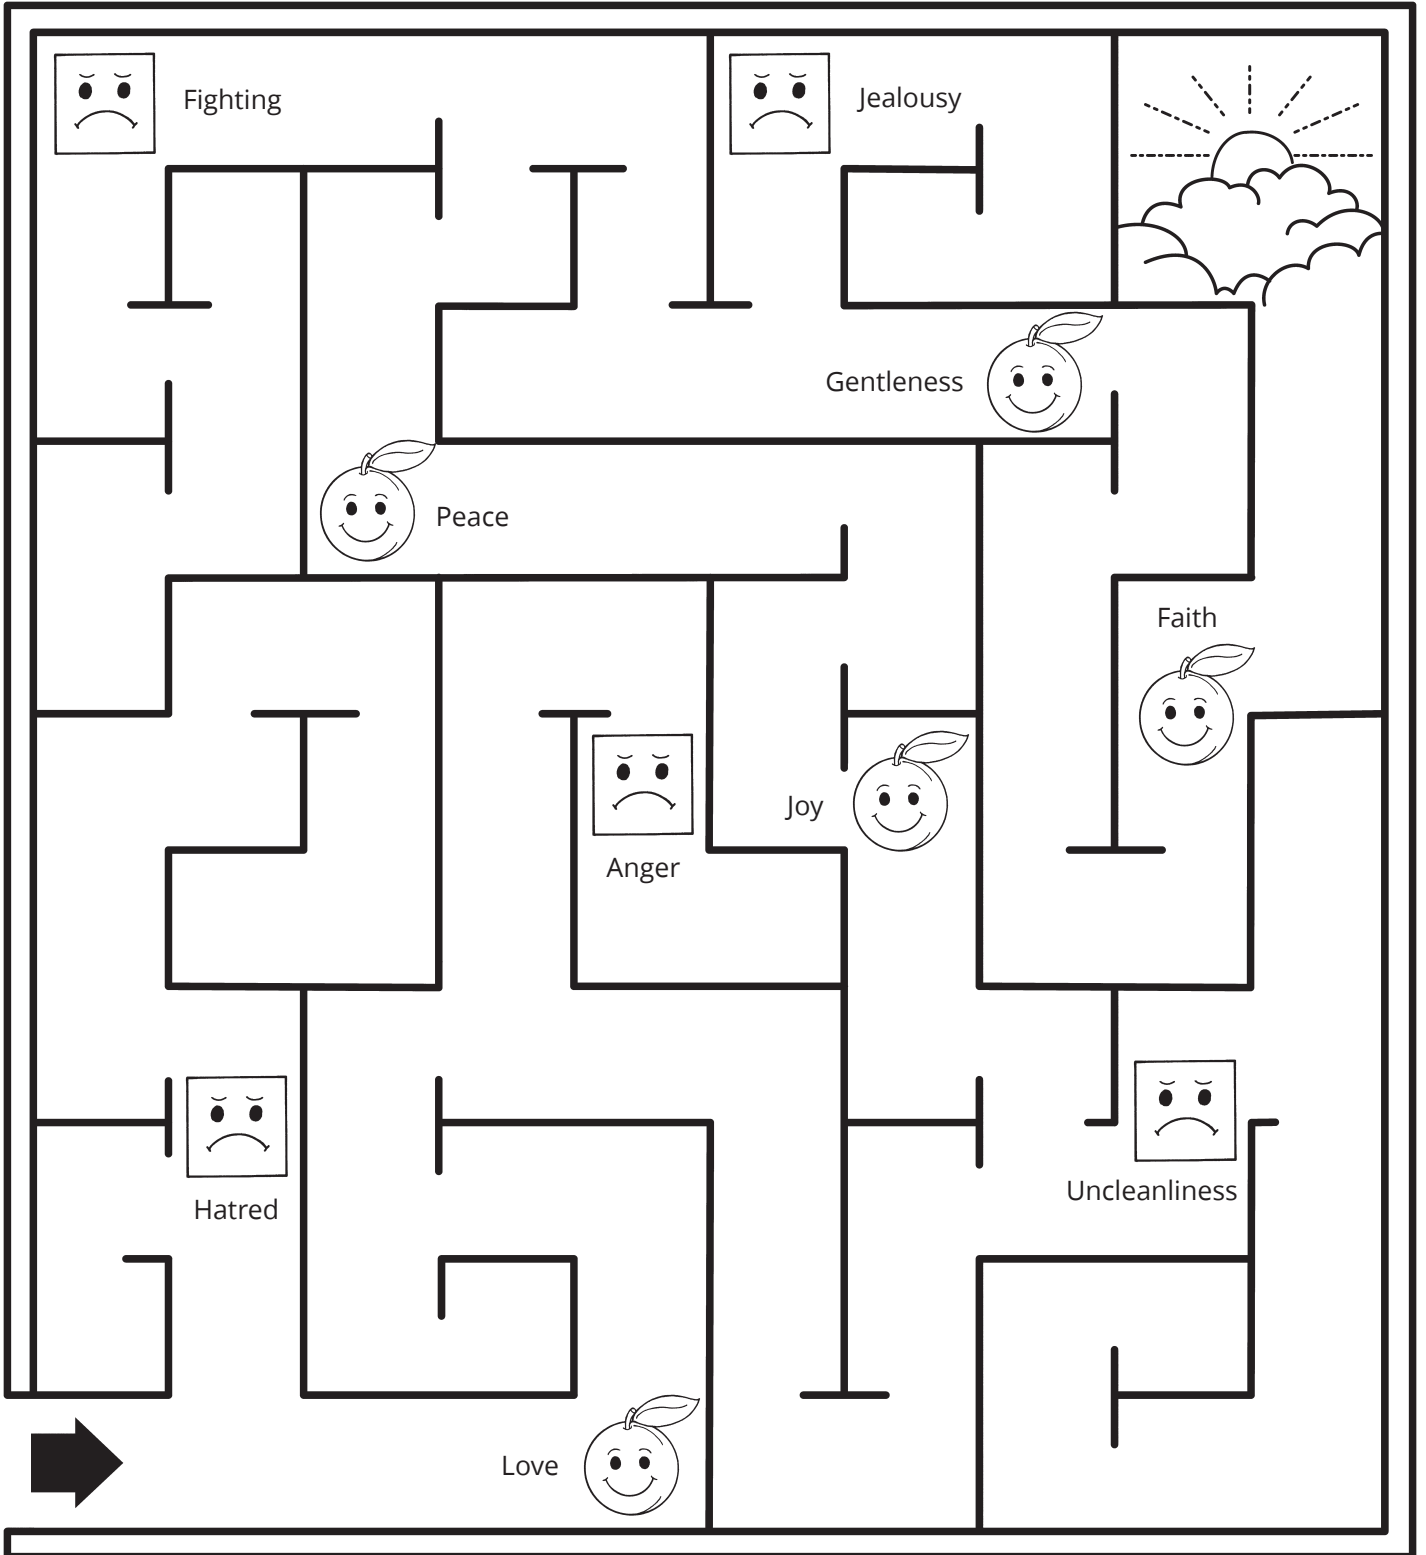 Fighting
Jealousy
Gentleness
Peace
Faith
Joy
Anger
Uncleanliness
Hatred
Love